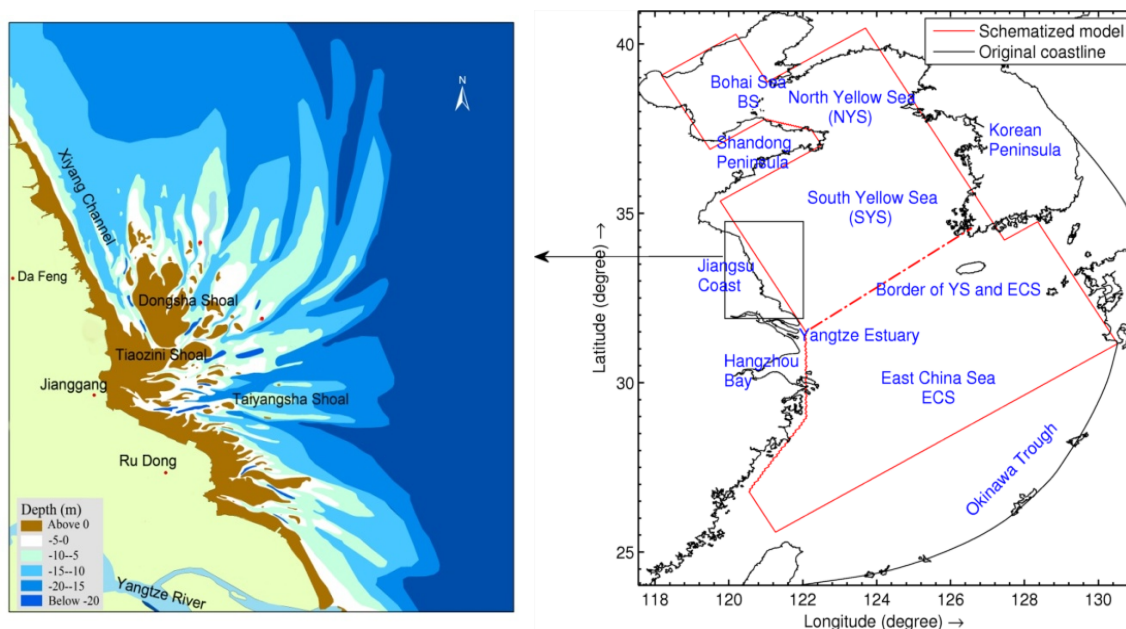 N
Xiyang Channel
Da Feng
Dongsha Shoal
Tiaozini Shoal
Jianggang
Taiyangsha Shoal
Ru Dong
Depth (m)
Above 0
-5-0
-10--5
-15--10
-20--15
Below -20
Yangtze River
Schematized model
Original coastline
Bohai Sea
BS
North Yellow Sea
(NYS)
Korean
Peninsula
Shandong
Peninsula
South Yellow Sea
(SYS)
Jiangsu
Coast
Border of YS and ECS
Yangtze Estuary
Hangzhou
Bay
East China Sea
ECS
Okinawa Trough
Latitude (degree) →
40
35
30
25
118 120 122 124 126 128 130
Longitude (degree) →